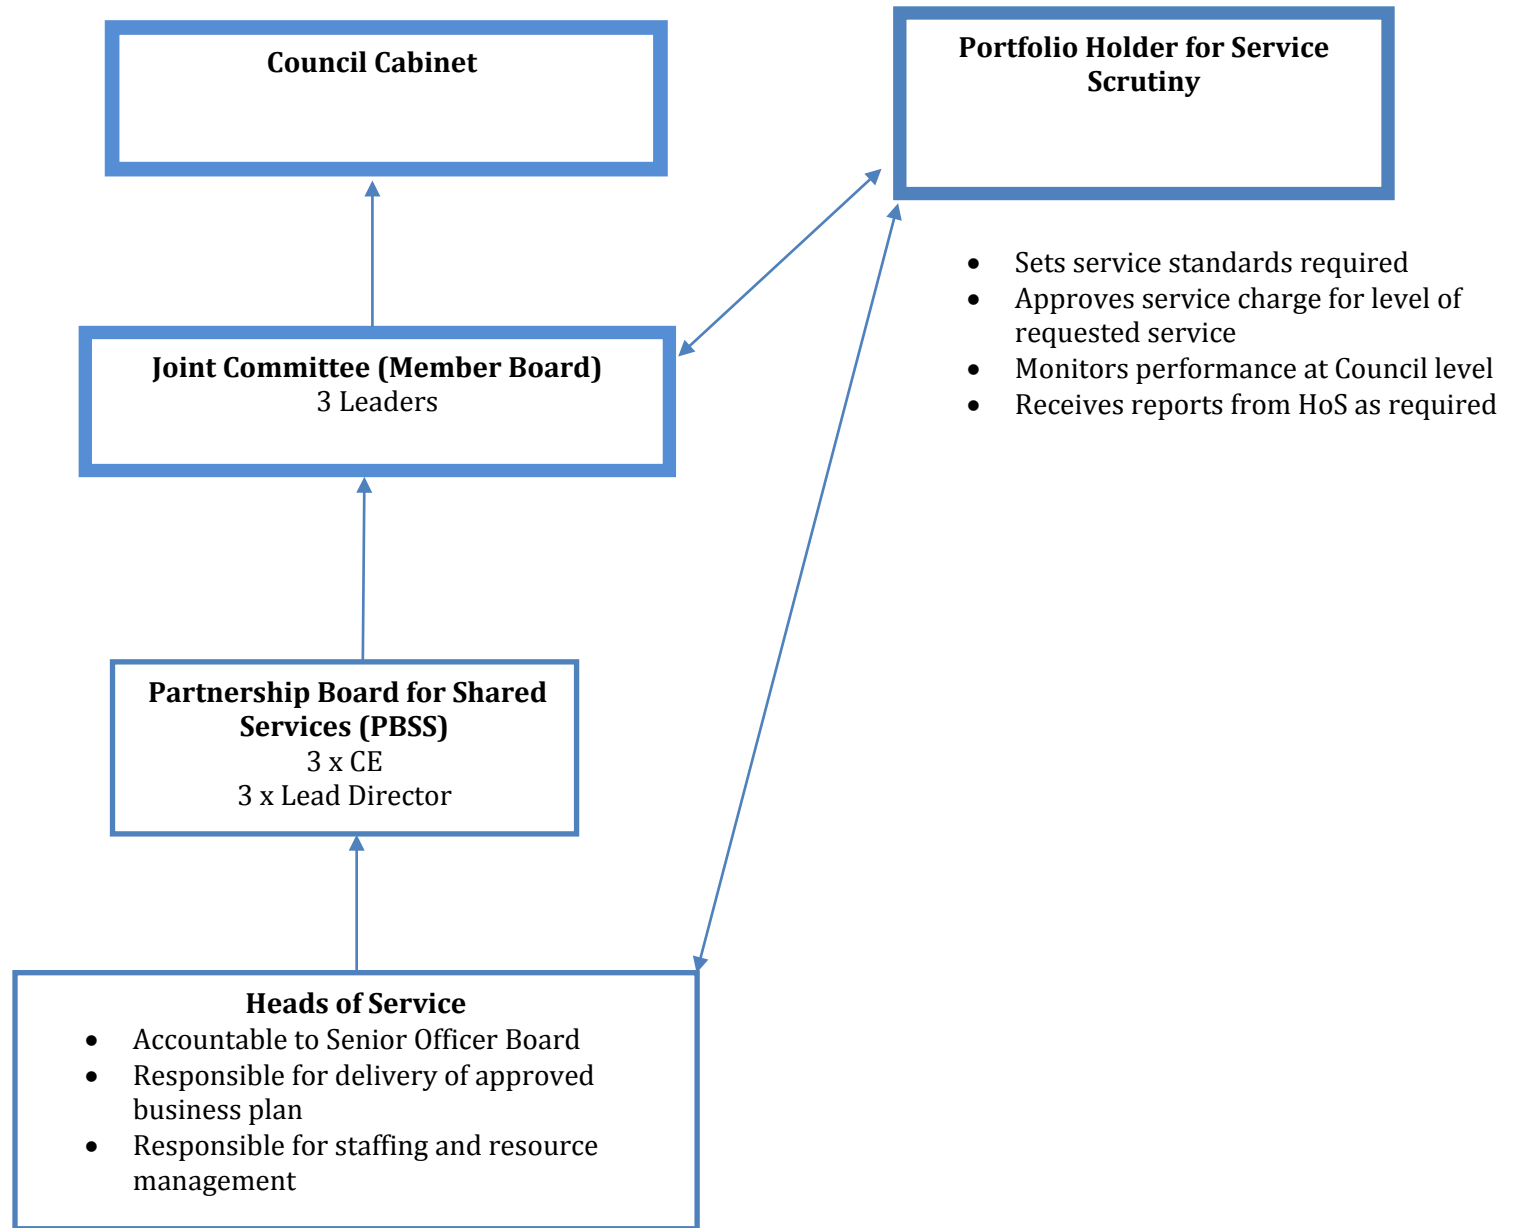 Council Cabinet
Portfolio Holder for Service
Scrutiny
• Sets service standards required
• Approves service charge for level of
requested service
• Monitors performance at Council level
• Receives reports from HoS as required
Joint Committee (Member Board)
3 Leaders
Partnership Board for Shared
Services (PBSS)
3 x CE
3 x Lead Director
Heads of Service
• Accountable to Senior Officer Board
• Responsible for delivery of approved
business plan
• Responsible for staffing and resource
management